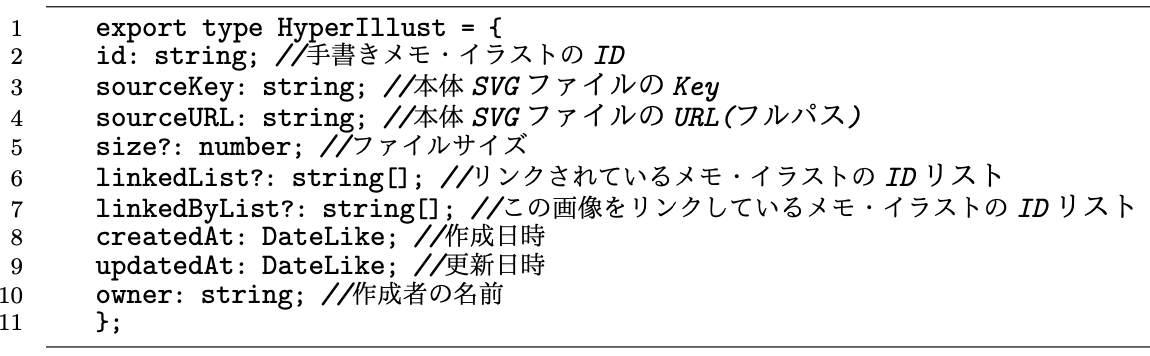 1 export type HyperIllust = {
2 id: string; //手書きメモ・イラストの ID
3 sourceKey: string; //本体 SVG ファイルの Key
4 sourceURL: string; //本体 SVG ファイルの URL(フルパス)
5 size?: number; //ファイルサイズ
6 linkedList?: string[]; //リンクされているメモ・イラストの ID リスト
7 linkedByList?: string[]; //この画像をリンクしているメモ・イラストの ID リスト
8 createdAt: DateLike; //作成日時
9 updatedAt: DateLike; //更新日時
10 owner: string; //作成者の名前
11 };